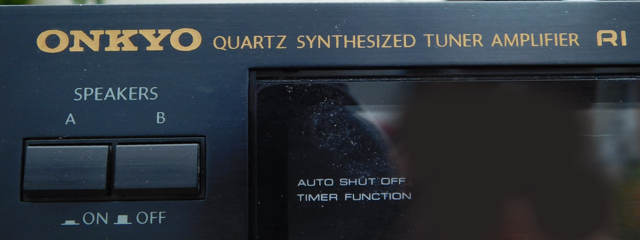 ONKYO QUARTZ SYNTHESIZED TUNER AMPLIFIER RI
SPEAKERS
A B
AUTO SHUT OFF
TIMER FUNCTION
ON OFF